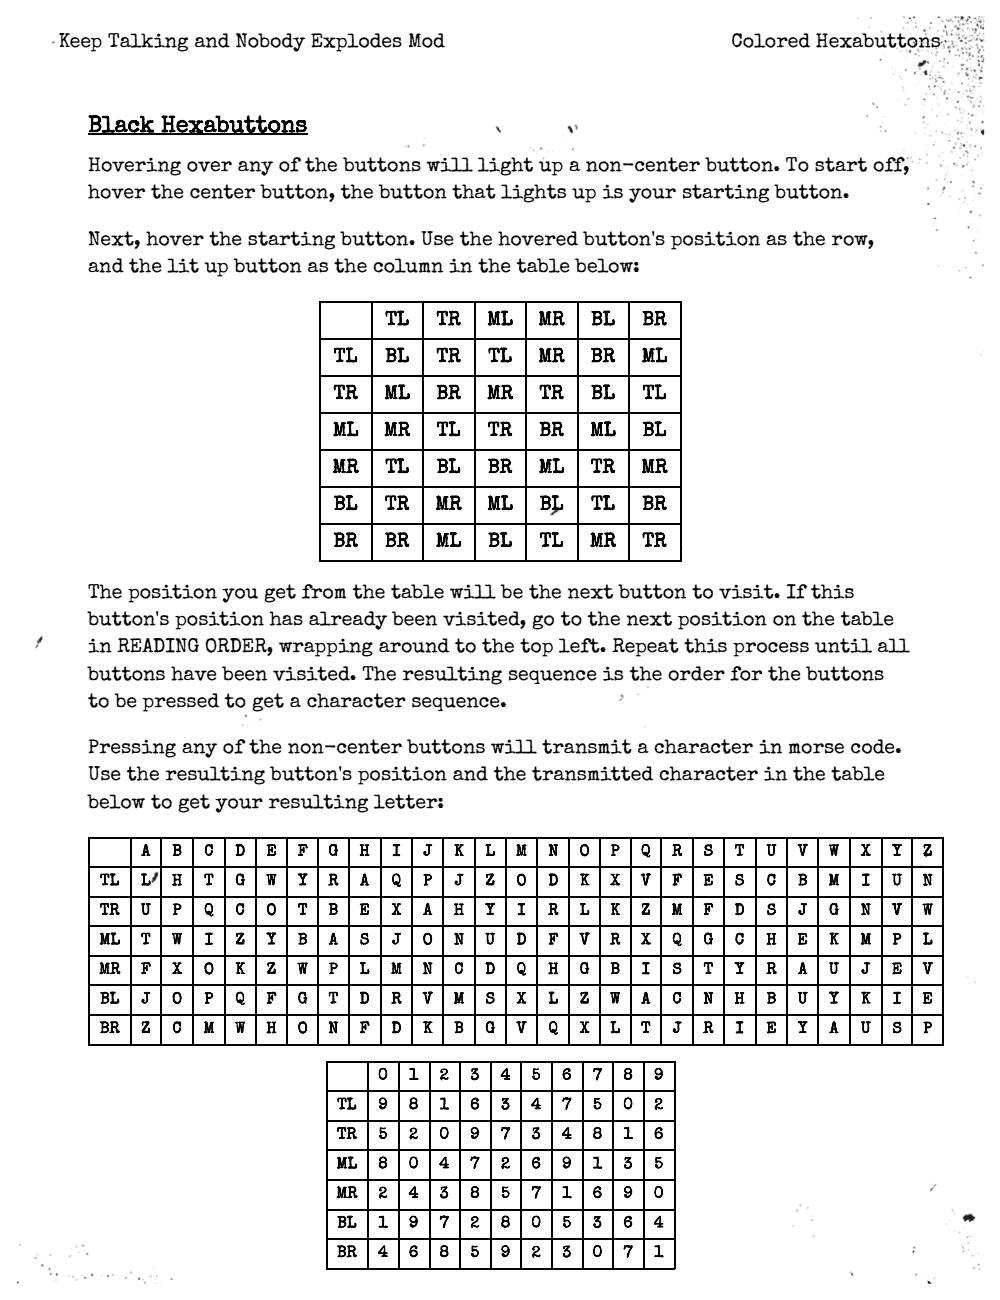 Keep Talking and Nobody Explodes Mod Colored Hexabuttons
Black Hexabuttons
Hovering over any of the buttons will light up a non-center button. To start off,
hover the center button, the button that lights up is your starting button.
Next, hover the starting button. Use the hovered button's position as the row,
and the lit up button as the column in the table below:
TL TR ML MR BL BR
TL BL TR TL MR BR ML
TR ML BR MR TR BL TL
ML MR TL TR BR ML BL
MR TL BL BR ML TR MR
BL TR MR ML BL TL BR
BR BR ML BL TL MR TR
The position you get from the table will be the next button to visit. If this
button's position has already been visited, go to the next position on the table
in READING ORDER, wrapping around to the top left. Repeat this process until all
buttons have been visited. The resulting sequence is the order for the buttons
to be pressed to get a character sequence.
Pressing any of the non-center buttons will transmit a character in morse code.
Use the resulting button's position and the transmitted character in the table
below to get your resulting letter:
A B C D E F G H I J K L M N O P Q R S T U V W X Y Z
TL L H T G W Y R A Q P J Z O D K X V F E S C B M I U N
TR U P Q C O T B E X A H Y I R L K Z M F D S J G N V W
ML T W I Z Y B A S J O N U D F V R X Q G C H E K M P L
MR F X O K Z W P L M N C D Q H G B I S T Y R A U J E V
BL J O P Q F G T D R V M S X L Z W A C N H B U Y K I E
BR Z C M W H O N F D K B G V Q X L T J R I E Y A U S P
0 1 2 3 4 5 6 7 8 9
TL 9 8 1 6 3 4 7 5 0 2
TR 5 2 0 9 7 3 4 8 1 6
ML 8 0 4 7 2 6 9 1 3 5
MR 2 4 3 8 5 7 1 6 9 0
BL 1 9 7 2 8 0 5 3 6 4
BR 4 6 8 5 9 2 3 0 7 1